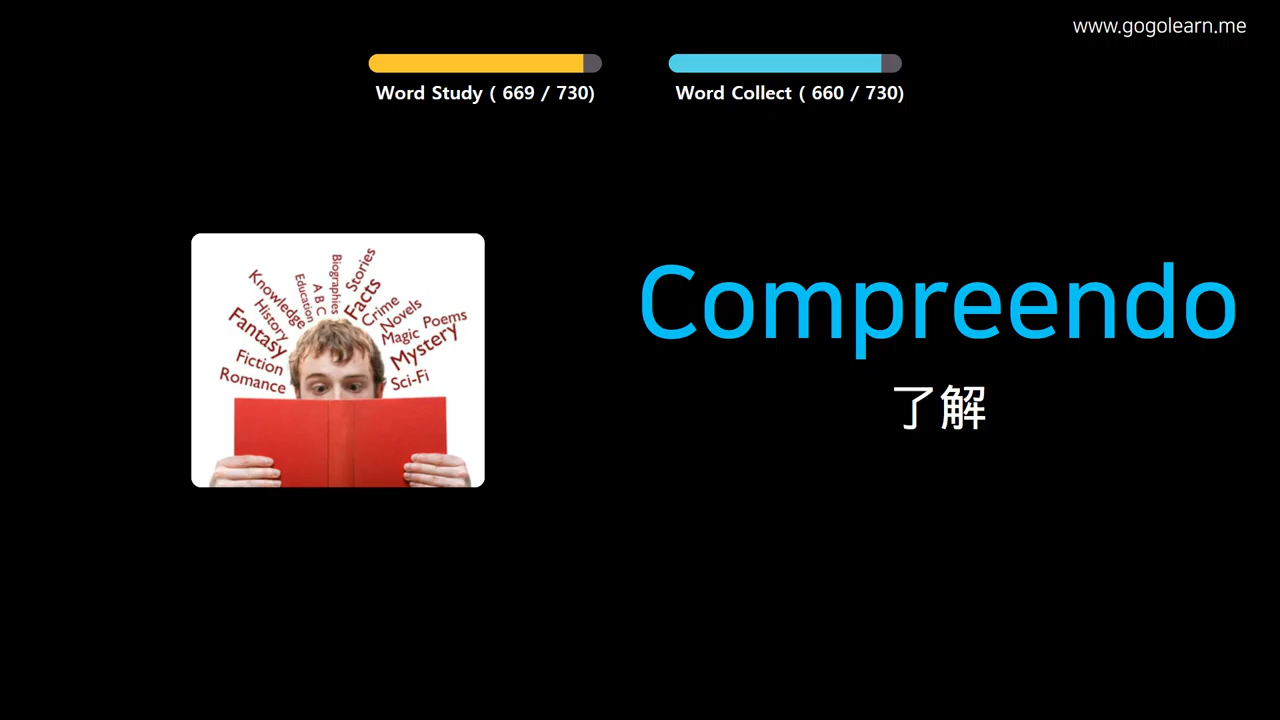 www.gogolearn.me
Word Study ( 669 / 730)
Word Collect ( 660 / 730)
Compreendo
了解
Stories
Biographies
Facts
Knowledge
Education
A B C
Crime
History
Novels
Fantasy
Poems
Magic
Mystery
Fiction
Romance
Sci-Fi